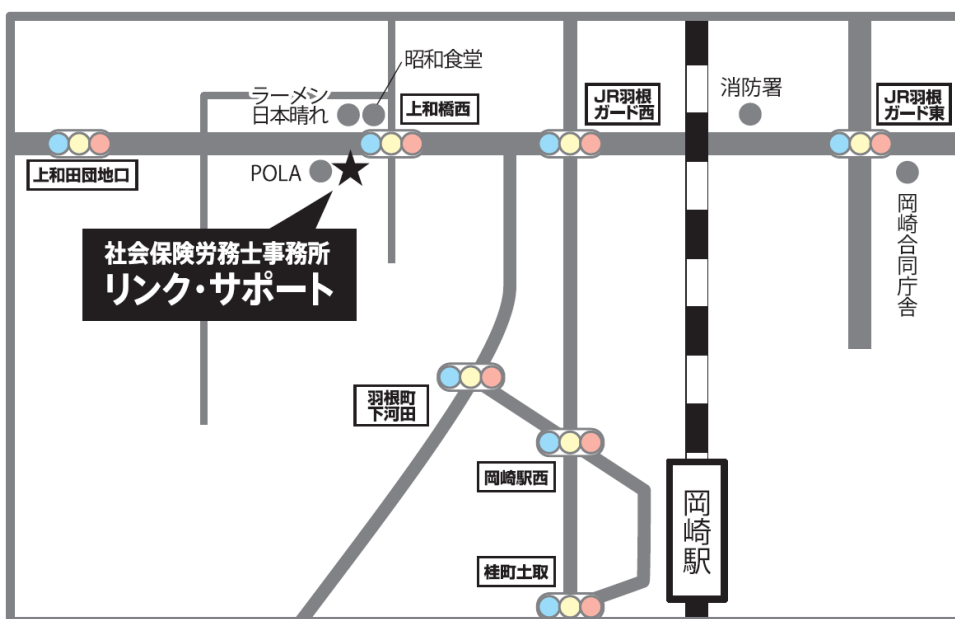 昭和食堂
ラーメン
日本晴れ
上和橋西
JR羽根
ガード西
消防署
JR羽根
ガード東
上和田団地口
POLA
岡崎合同庁舎
社会保険労務士事務所
リンク・サポート
羽根町
下河田
岡崎駅西
岡崎駅
桂町土取